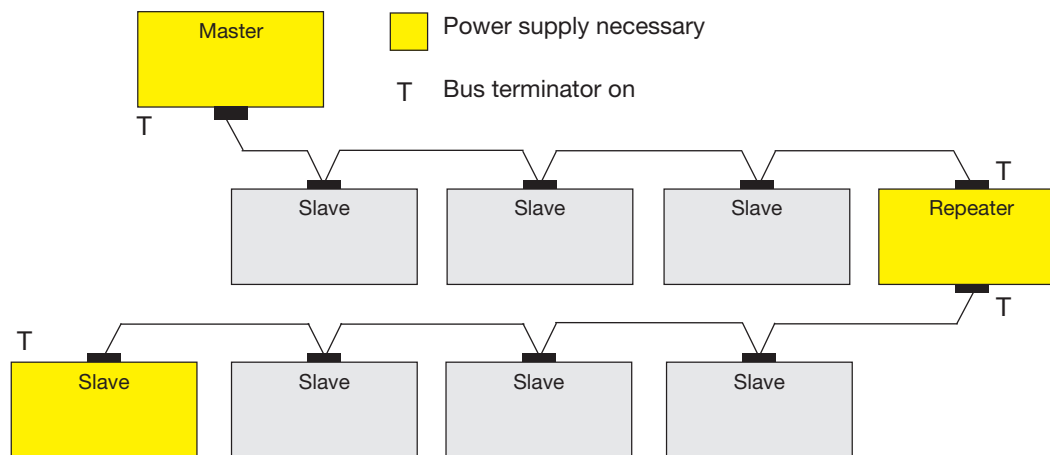 Master
Power supply necessary
T Bus terminator on
T
T
Slave Slave Slave Repeater
T
T
Slave Slave Slave Slave